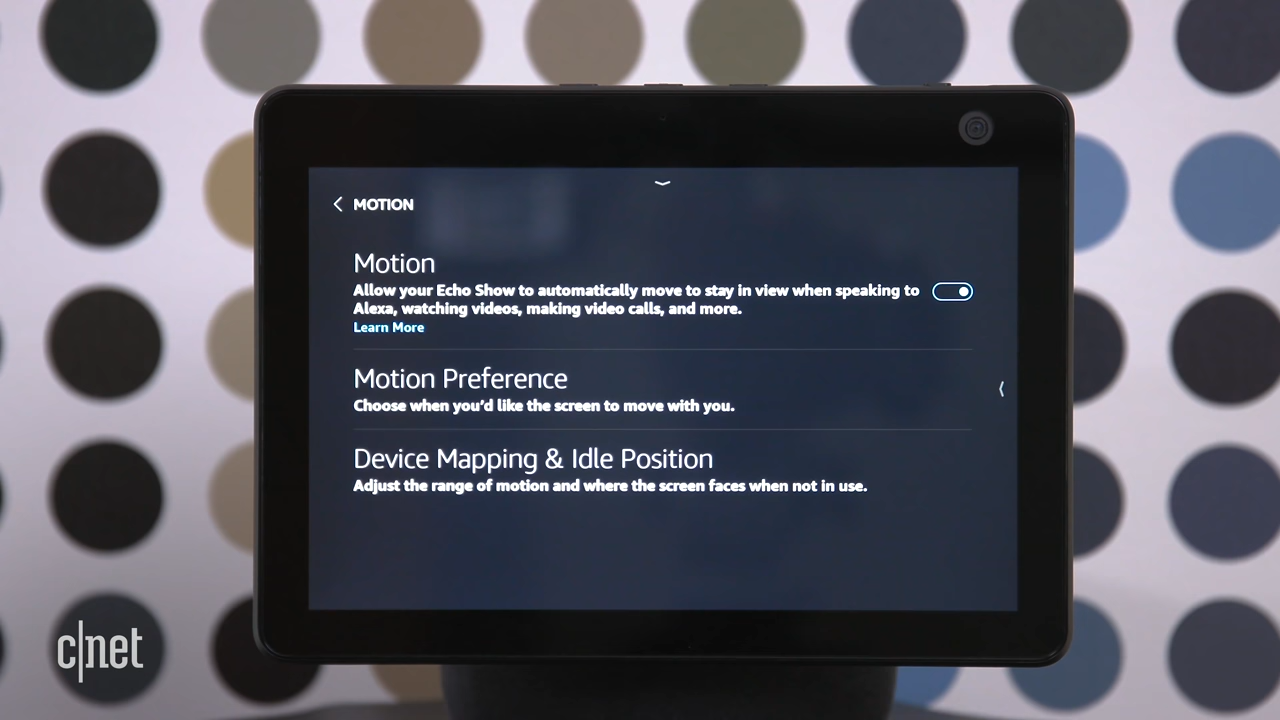 MOTION
Motion
Allow your Echo Show to automatically move to stay in view when speaking to
Alexa, watching videos, making video calls, and more.
Learn More
Motion Preference
Choose when you'd like the screen to move with you.
Device Mapping & Idle Position
Adjust the range of motion and where the screen faces when not in use.
c|net